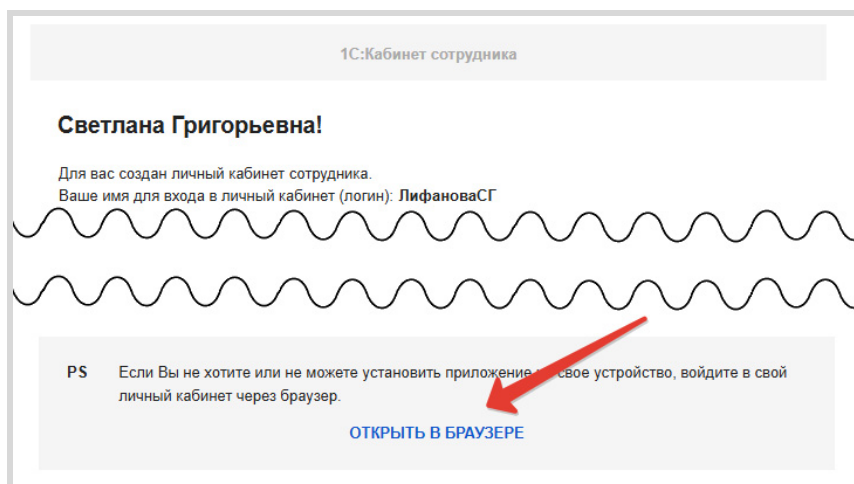 1С:Кабинет сотрудника
Светлана Григорьевна!
Для вас создан личный кабинет сотрудника.
Ваше имя для входа в личный кабинет (логин): ЛифановаСГ
PS Если Вы не хотите или не можете установить приложение свое устройство, войдите в свой
личный кабинет через браузер.
ОТКРЫТЬ В БРАУЗЕРЕ